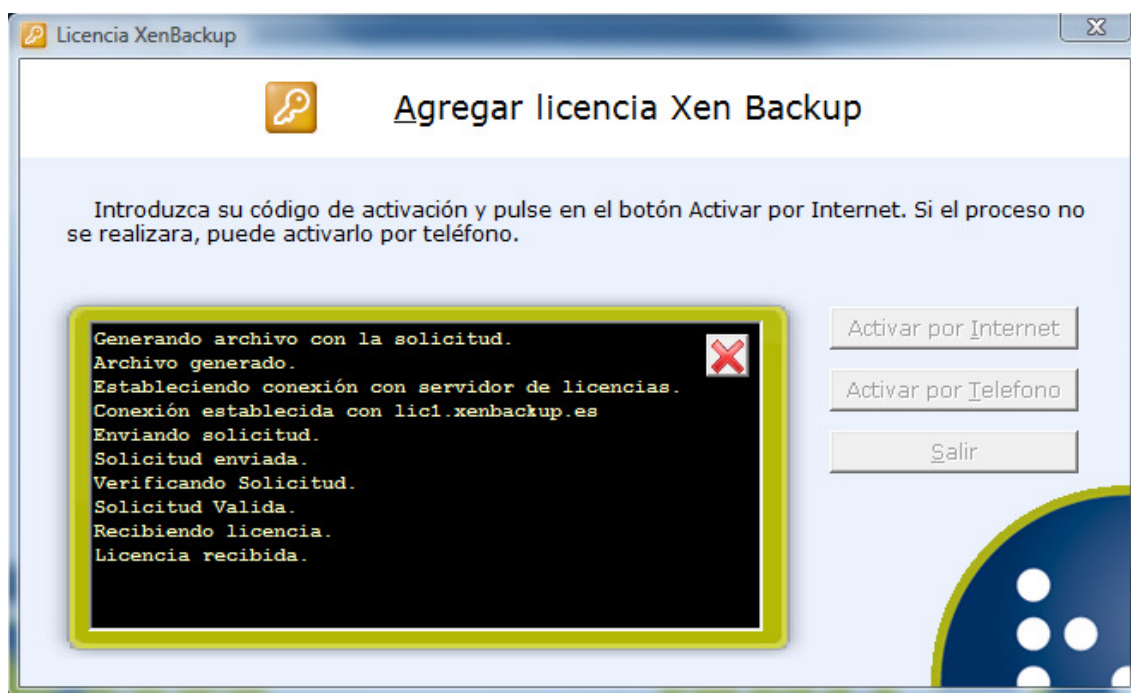 Licencia XenBackup
Agregar licencia Xen Backup
Introduzca su código de activación y pulse en el botón Activar por Internet. Si el proceso no
se realizara, puede activarlo por teléfono.
Generando archivo con la solicitud.
Archivo generado.
Estableciendo conexión con servidor de licencias.
Conexión establecida con lic1.xenbackup.es
Enviando solicitud.
Solicitud enviada.
Verificando Solicitud.
Solicitud Valida.
Recibiendo licencia.
Licencia recibida.
Activar por Internet
Activar por Telefono
Salir